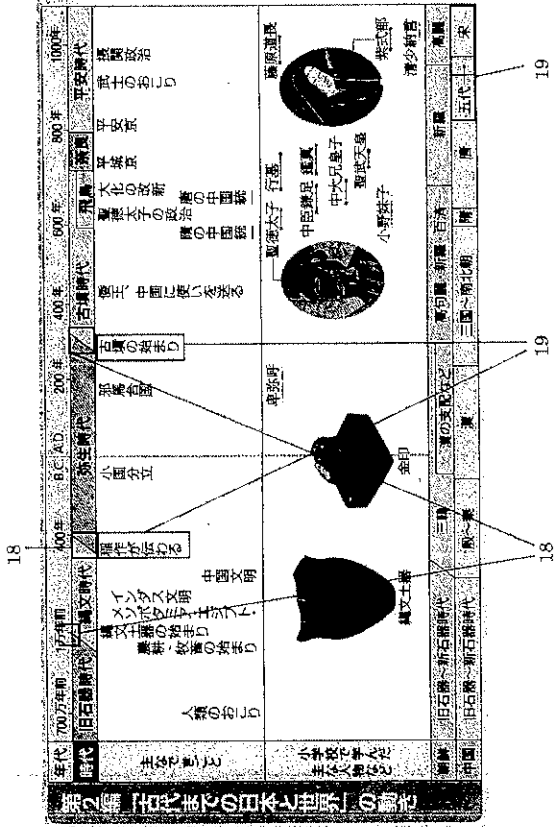 第2編 「古代までの日本と世界」の動き
年代
700万年前
1万年前
400年
B.C. A.D.
200年
400年
600年
800年
1000年
時代
旧石器時代
縄文時代
弥生時代
古墳時代
飛鳥
奈良
平安時代
主なできごと
人類のおこり
農耕・牧畜の始まり
縄文土器の始まり
メソポタミア・エジプト・
インダス文明
中国文明
稲作が伝わる
小国分立
邪馬台国
古墳の始まり
倭王、中国に使いを送る
隋の中国統一
聖徳太子の政治
唐の中国統一
大化の改新
平城京
平安京
武士のおこり
摂関政治
小学校で学んだ
主な人物など
縄文土器
金印
卑弥呼
聖徳太子
小野妹子
中臣鎌足
中大兄皇子
行基
鑑真
聖武天皇
藤原道長
紫式部
清少納言
朝鮮
旧石器~新石器時代
三韓
漢の支配など
高句麗・新羅・百済
新羅
高麗
中国
旧石器~新石器時代
殷~秦
漢
三国~南北朝
隋
唐
五代
宋
18
18
19
19